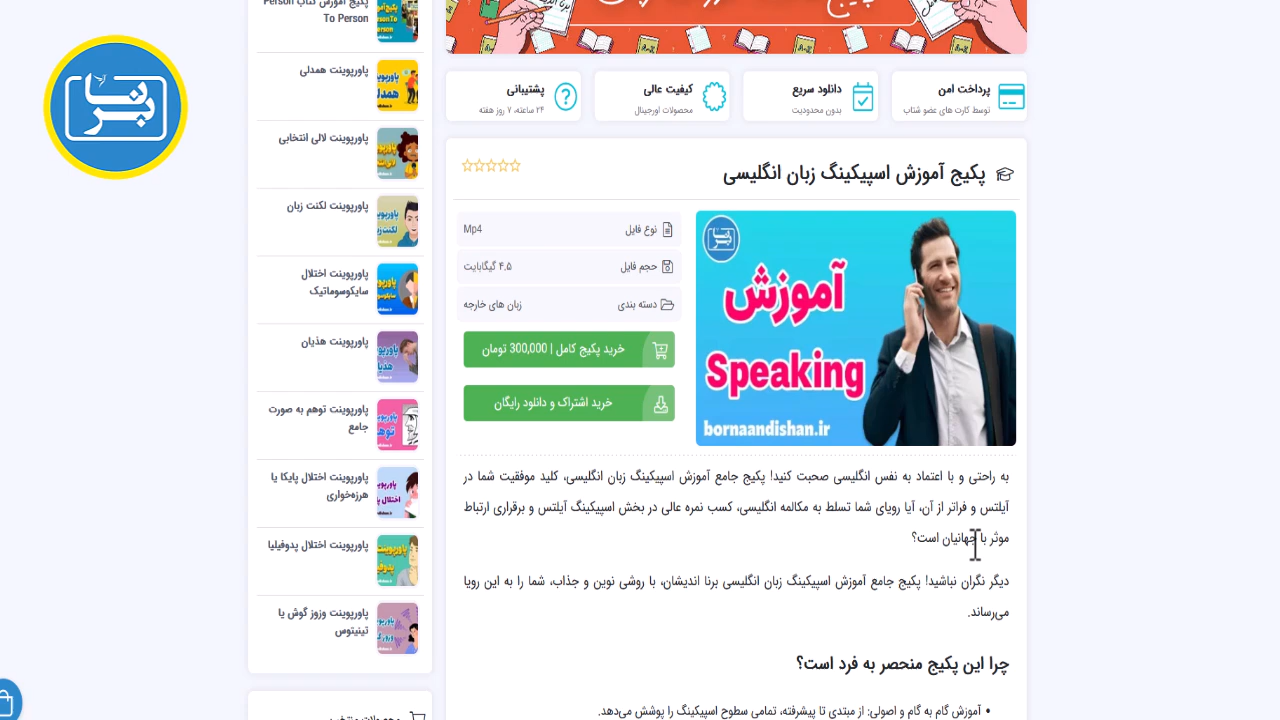 پرداخت امن
توسط کارت های عضو شتاب
دانلود سریع
بدون محدودیت
کیفیت عالی
محصولات اورجینال
پشتیبانی
۲۴ ساعته، ۷ روز هفته
پکیج آموزش اسپیکینگ زبان انگلیسی
برنا
آموزش
Speaking
bornaandishan.ir
نوع فایل
Mp4
حجم فایل
۴.۵ گیگابایت
دسته بندی
زبان های خارجه
خرید پکیج کامل | 300,000 تومان
خرید اشتراک و دانلود رایگان
به راحتی و با اعتماد به نفس انگلیسی صحبت کنید! پکیج جامع آموزش اسپیکینگ زبان انگلیسی، کلید موفقیت شما در
آیلتس و فراتر از آن، آیا رویای شما تسلط به مکالمه انگلیسی، کسب نمره عالی در بخش اسپیکینگ آیلتس و برقراری ارتباط
موثر با جهانیان است؟
دیگر نگران نباشید! پکیج جامع آموزش اسپیکینگ زبان انگلیسی برنا اندیشان، با روشی نوین و جذاب، شما را به این رویا
می‌رساند.
چرا این پکیج منحصر به فرد است؟
• آموزش گام به گام و اصولی: از مبتدی تا پیشرفته، تمامی سطوح اسپیکینگ را پوشش می‌دهد.
پکیج آموزش کتاب Person
To Person
پاورپوینت همدلی
پاورپوینت لالی انتخابی
پاورپوینت لکنت زبان
پاورپوینت اختلال
سایکوسوماتیک
پاورپوینت هذیان
پاورپوینت توهم به صورت
جامع
پاورپوینت اختلال پایکا یا
هرزه‌خواری
پاورپوینت اختلال پدوفیلیا
پاورپوینت وزوز گوش یا
تینیتوس
برنا